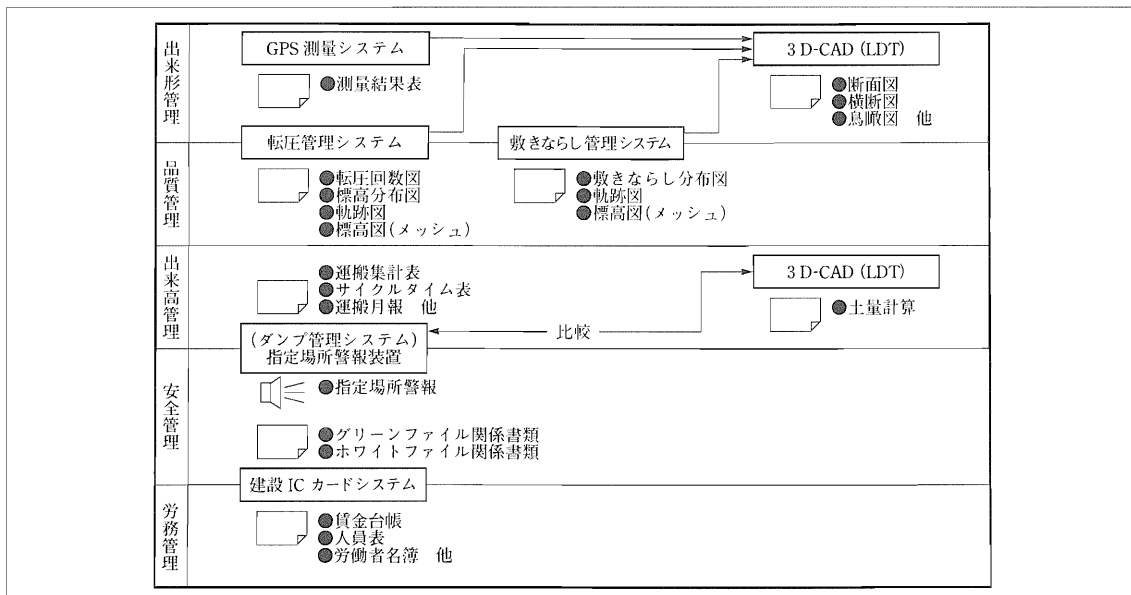 出来形管理
GPS 測量システム
3 D-CAD (LDT)
●測量結果表
●断面図
●横断図
●鳥瞰図 他
転圧管理システム
敷きならし管理システム
品質管理
●転圧回数図
●標高分布図
●軌跡図
●標高図(メッシュ)
●敷きならし分布図
●軌跡図
●標高図(メッシュ)
出来高管理
●運搬集計表
●サイクルタイム表
●運搬月報 他
3 D-CAD (LDT)
●土量計算
比較
(ダンプ管理システム)
指定場所警報装置
安全管理
●指定場所警報
●グリーンファイル関係書類
●ホワイトファイル関係書類
建設 IC カードシステム
労務管理
●賃金台帳
●人員表
●労働者名簿 他